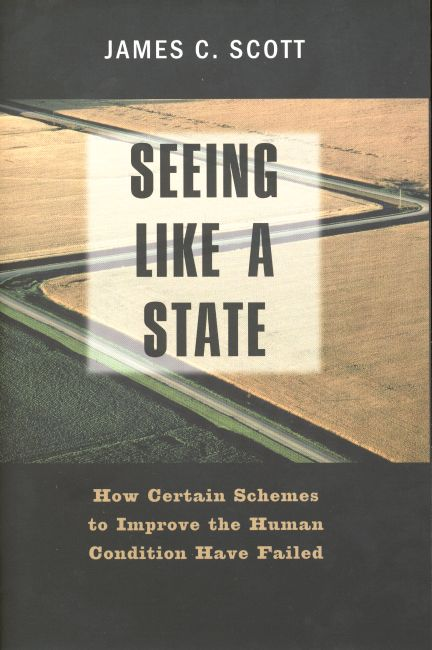 JAMES C. SCOTT
SEEING
LIKE A
STATE
How Certain Schemes
to Improve the Human
Condition Have Failed